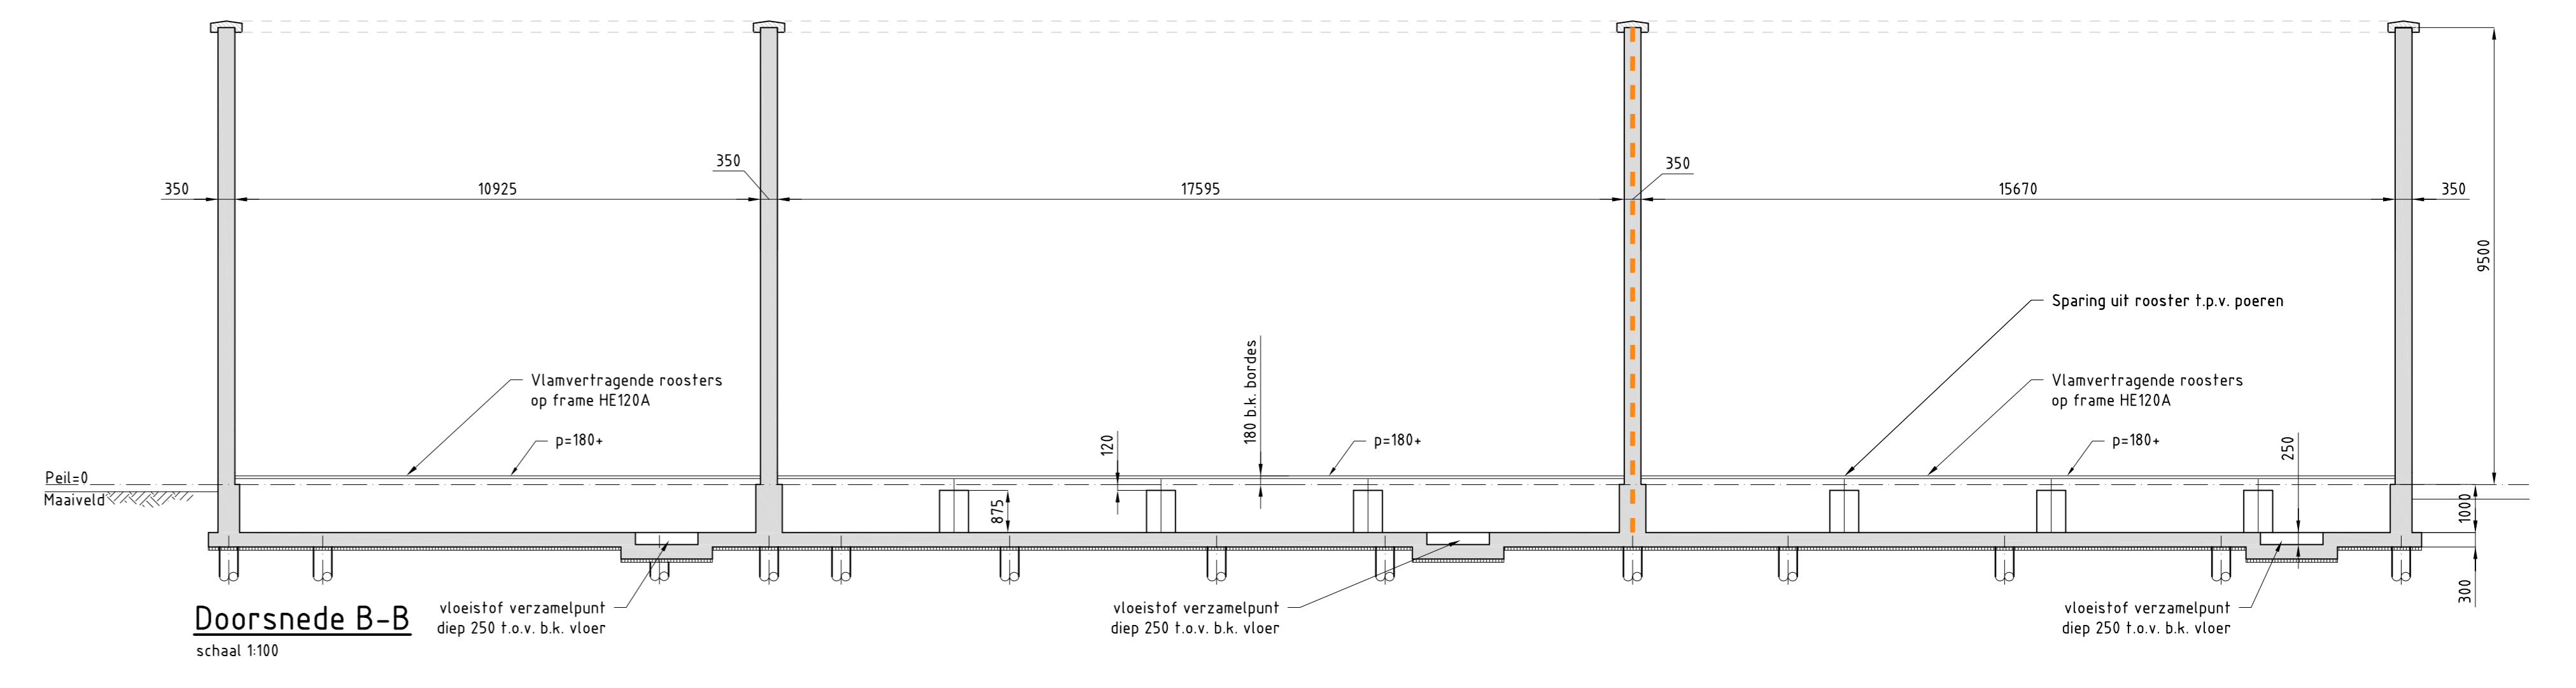 350
350
350
10925
17595
15670
350
9500
Sparing uit rooster t.p.v. poeren
Vlamvertragende roosters
op frame HE120A
180 b.k. bordes
Vlamvertragende roosters
op frame HE120A
p=180+
120
p=180+
p=180+
250
Peil=0
Maaiveld
875
1000
300
Doorsnede B-B
schaal 1:100
vloeistof verzamelpunt
diep 250 t.o.v. b.k. vloer
vloeistof verzamelpunt
diep 250 t.o.v. b.k. vloer
vloeistof verzamelpunt
diep 250 t.o.v. b.k. vloer